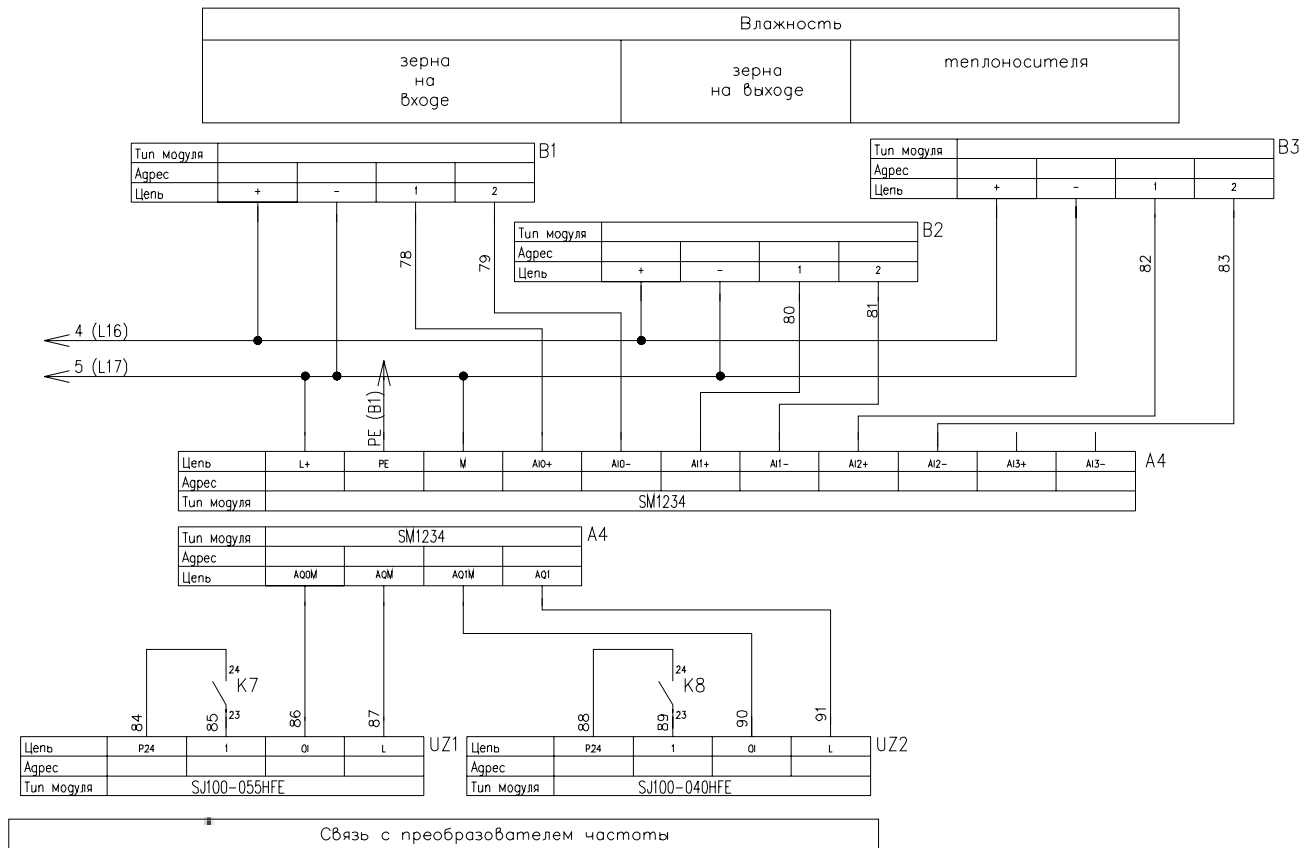 Влажность
зерна
на
входе
зерна
на выходе
теплоносителя
Тип модуля
B1
Адрес
Цепь + - 1 2
Тип модуля
B3
Адрес
Цепь + - 1 2
Тип модуля
B2
Адрес
Цепь + - 1 2
78
79
80
81
82
83
4 (L16)
5 (L17)
PE (B1)
Цепь L+ PE M AI0+ AI0- AI1+ AI1- AI2+ AI2- AI3+ AI3-
A4
Адрес
Тип модуля SM1234
Тип модуля SM1234
A4
Адрес
Цепь AQ0M AQM AQ1M AQ1
24
K7
23
84
85
86
87
24
K8
23
88
89
90
91
Цепь P24 1 OI L
UZ1
Адрес
Тип модуля SJ100-055HFE
Цепь P24 1 OI L
UZ2
Адрес
Тип модуля SJ100-040HFE
Связь с преобразователем частоты